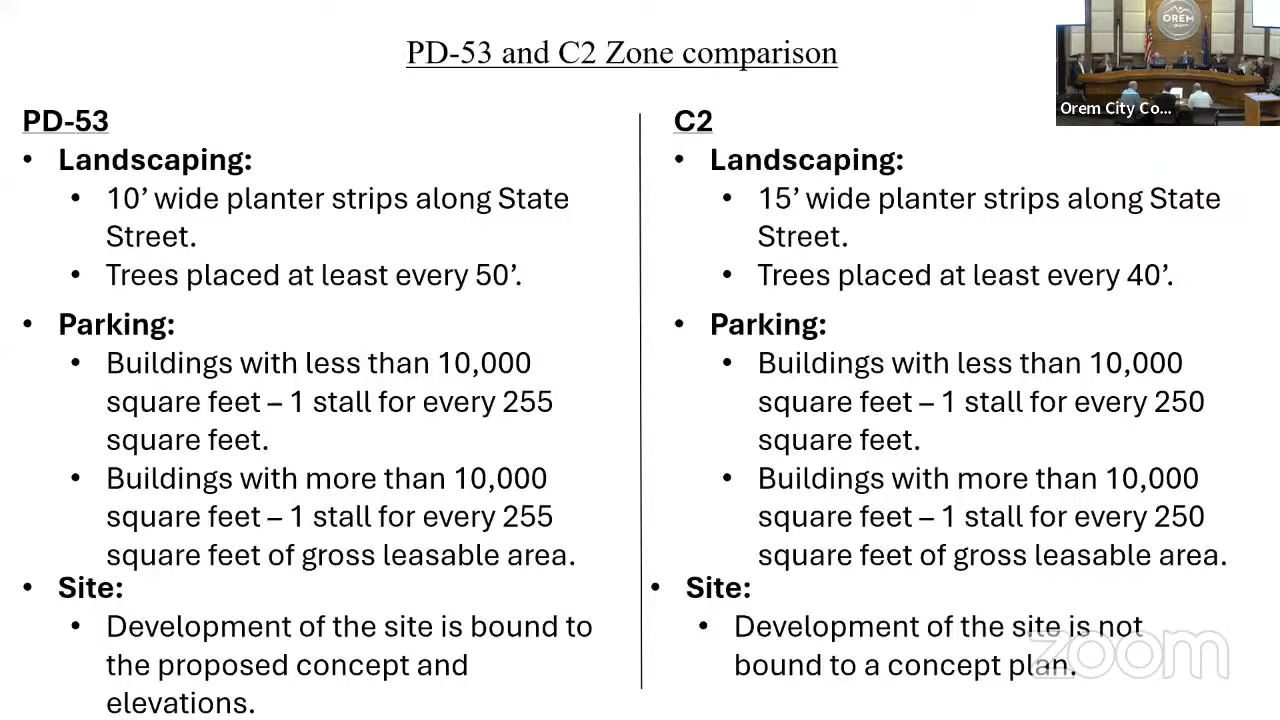 PD-53 and C2 Zone comparison
OREM
Orem City Co...
PD-53
• Landscaping:
• 10’ wide planter strips along State
Street.
• Trees placed at least every 50’.
• Parking:
• Buildings with less than 10,000
square feet – 1 stall for every 255
square feet.
• Buildings with more than 10,000
square feet – 1 stall for every 255
square feet of gross leasable area.
• Site:
• Development of the site is bound to
the proposed concept and
elevations.
C2
• Landscaping:
• 15’ wide planter strips along State
Street.
• Trees placed at least every 40’.
• Parking:
• Buildings with less than 10,000
square feet – 1 stall for every 250
square feet.
• Buildings with more than 10,000
square feet – 1 stall for every 250
square feet of gross leasable area.
• Site:
• Development of the site is not
bound to a concept plan.
zoom